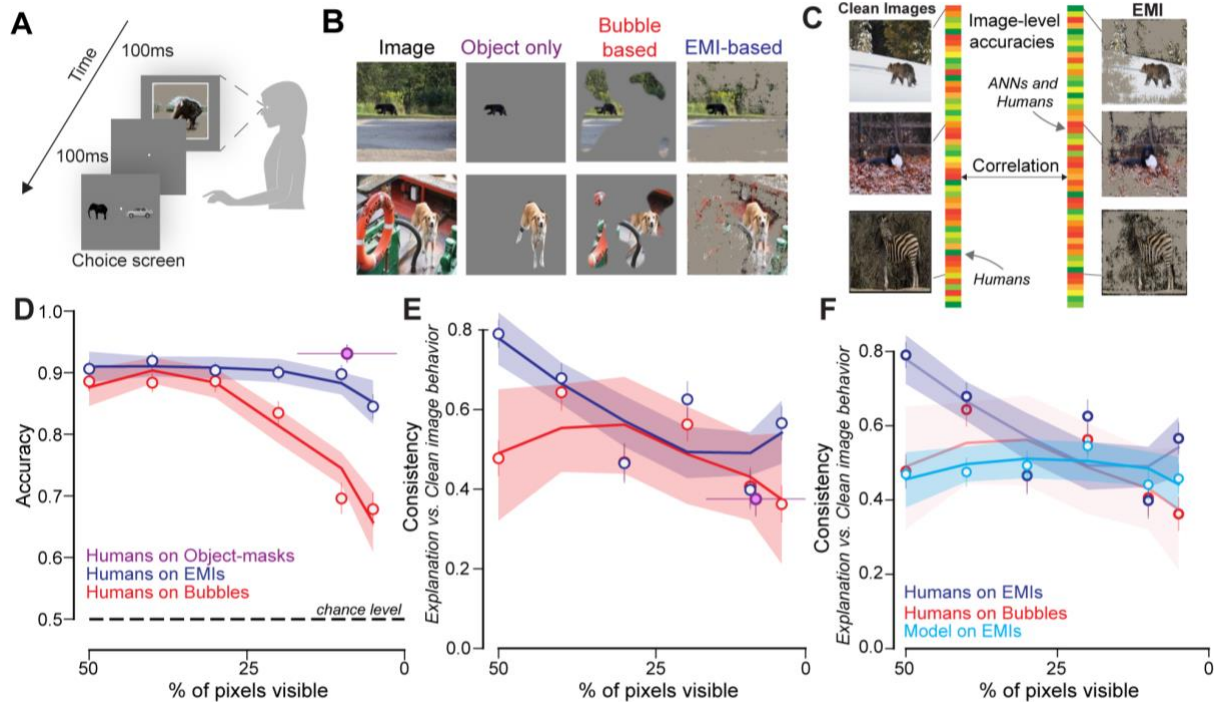 A
Time
100ms
100ms
Choice screen
B
Image
Object only
Bubble
based
EMI-based
C
Clean Images
Image-level
accuracies
EMI
ANNs and
Humans
Correlation
Humans
D
Accuracy
1.0
0.9
0.8
0.7
0.6
0.5
Humans on Object-masks
Humans on EMIs
Humans on Bubbles
chance level
50
25
0
% of pixels visible
E
Consistency
Explanation vs. Clean image behavior
0.8
0.6
0.4
0.2
0.0
50
25
0
% of pixels visible
F
Consistency
Explanation vs. Clean image behavior
0.8
0.6
0.4
0.2
0.0
Humans on EMIs
Humans on Bubbles
Model on EMIs
50
25
0
% of pixels visible